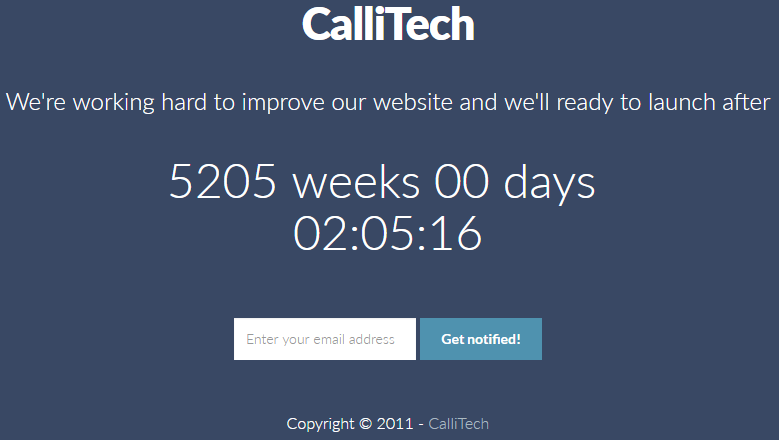 CalliTech
We're working hard to improve our website and we'll ready to launch after
5205 weeks 00 days
02:05:16
Enter your email address
Get notified!
Copyright © 2011 - CalliTech